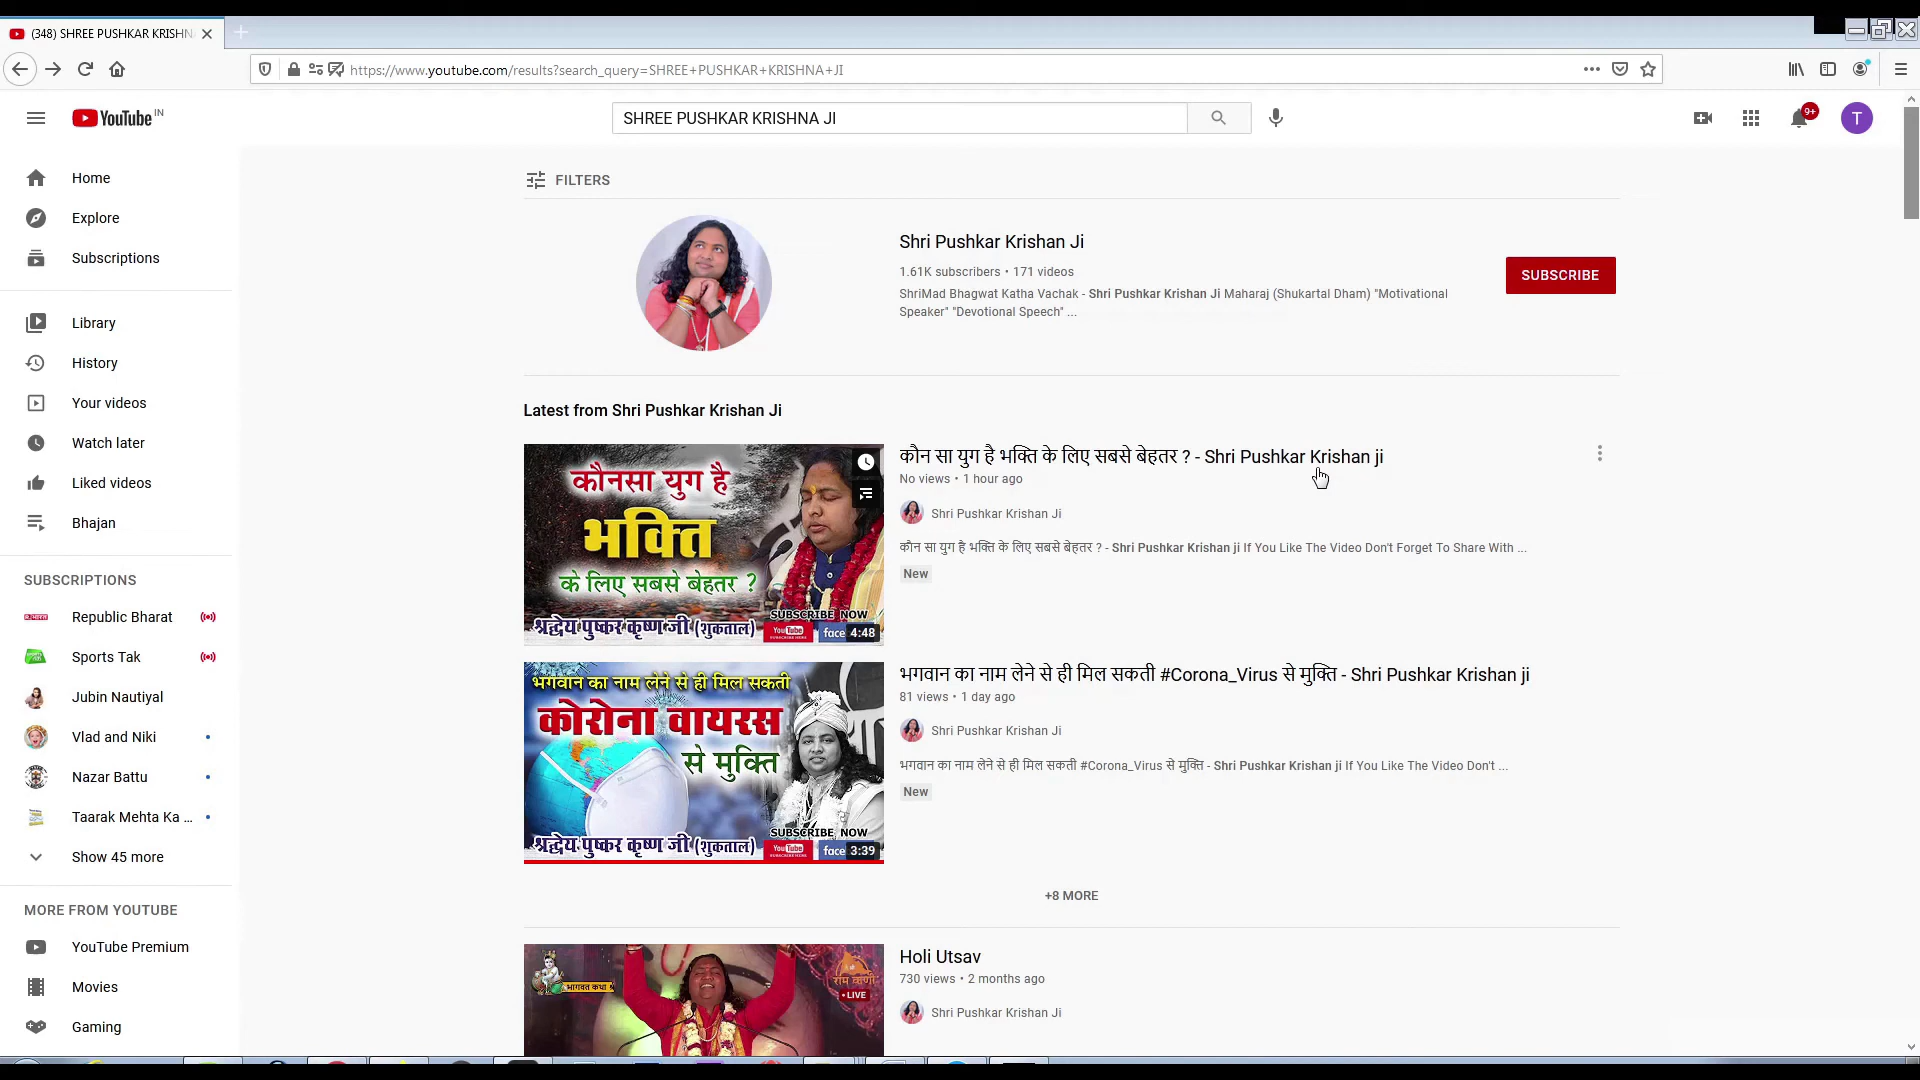 (348) SHREE PUSHKAR KRISHN
https://www.youtube.com/results?search_query=SHREE+PUSHKAR+KRISHNA+JI
YouTube IN
SHREE PUSHKAR KRISHNA JI
9+
T
Home
Explore
Subscriptions
Library
History
Your videos
Watch later
Liked videos
Bhajan
SUBSCRIPTIONS
Republic Bharat
Sports Tak
Jubin Nautiyal
Vlad and Niki
Nazar Battu
Taarak Mehta Ka ...
Show 45 more
MORE FROM YOUTUBE
YouTube Premium
Movies
Gaming
FILTERS
Shri Pushkar Krishan Ji
1.61K subscribers • 171 videos
ShriMad Bhagwat Katha Vachak - Shri Pushkar Krishan Ji Maharaj (Shukartal Dham) "Motivational
Speaker" "Devotional Speech" ...
SUBSCRIBE
Latest from Shri Pushkar Krishan Ji
कौनसा युग है
भक्ति
के लिए सबसे बेहतर ?
SUBSCRIBE NOW
श्रद्धेय पुष्कर कृष्ण जी (शुकताल)
YouTube
face
4:48
कौन सा युग है भक्ति के लिए सबसे बेहतर ? - Shri Pushkar Krishan ji
No views • 1 hour ago
Shri Pushkar Krishan Ji
कौन सा युग है भक्ति के लिए सबसे बेहतर ? - Shri Pushkar Krishan ji If You Like The Video Don't Forget To Share With ...
New
भगवान का नाम लेने से ही मिल सकती
कोरोना वायरस
से मुक्ति
SUBSCRIBE NOW
श्रद्धेय पुष्कर कृष्ण जी (शुकताल)
YouTube
face
3:39
भगवान का नाम लेने से ही मिल सकती #Corona_Virus से मुक्ति - Shri Pushkar Krishan ji
81 views • 1 day ago
Shri Pushkar Krishan Ji
भगवान का नाम लेने से ही मिल सकती #Corona_Virus से मुक्ति - Shri Pushkar Krishan ji If You Like The Video Don't ...
New
+8 MORE
LIVE
Holi Utsav
730 views • 2 months ago
Shri Pushkar Krishan Ji